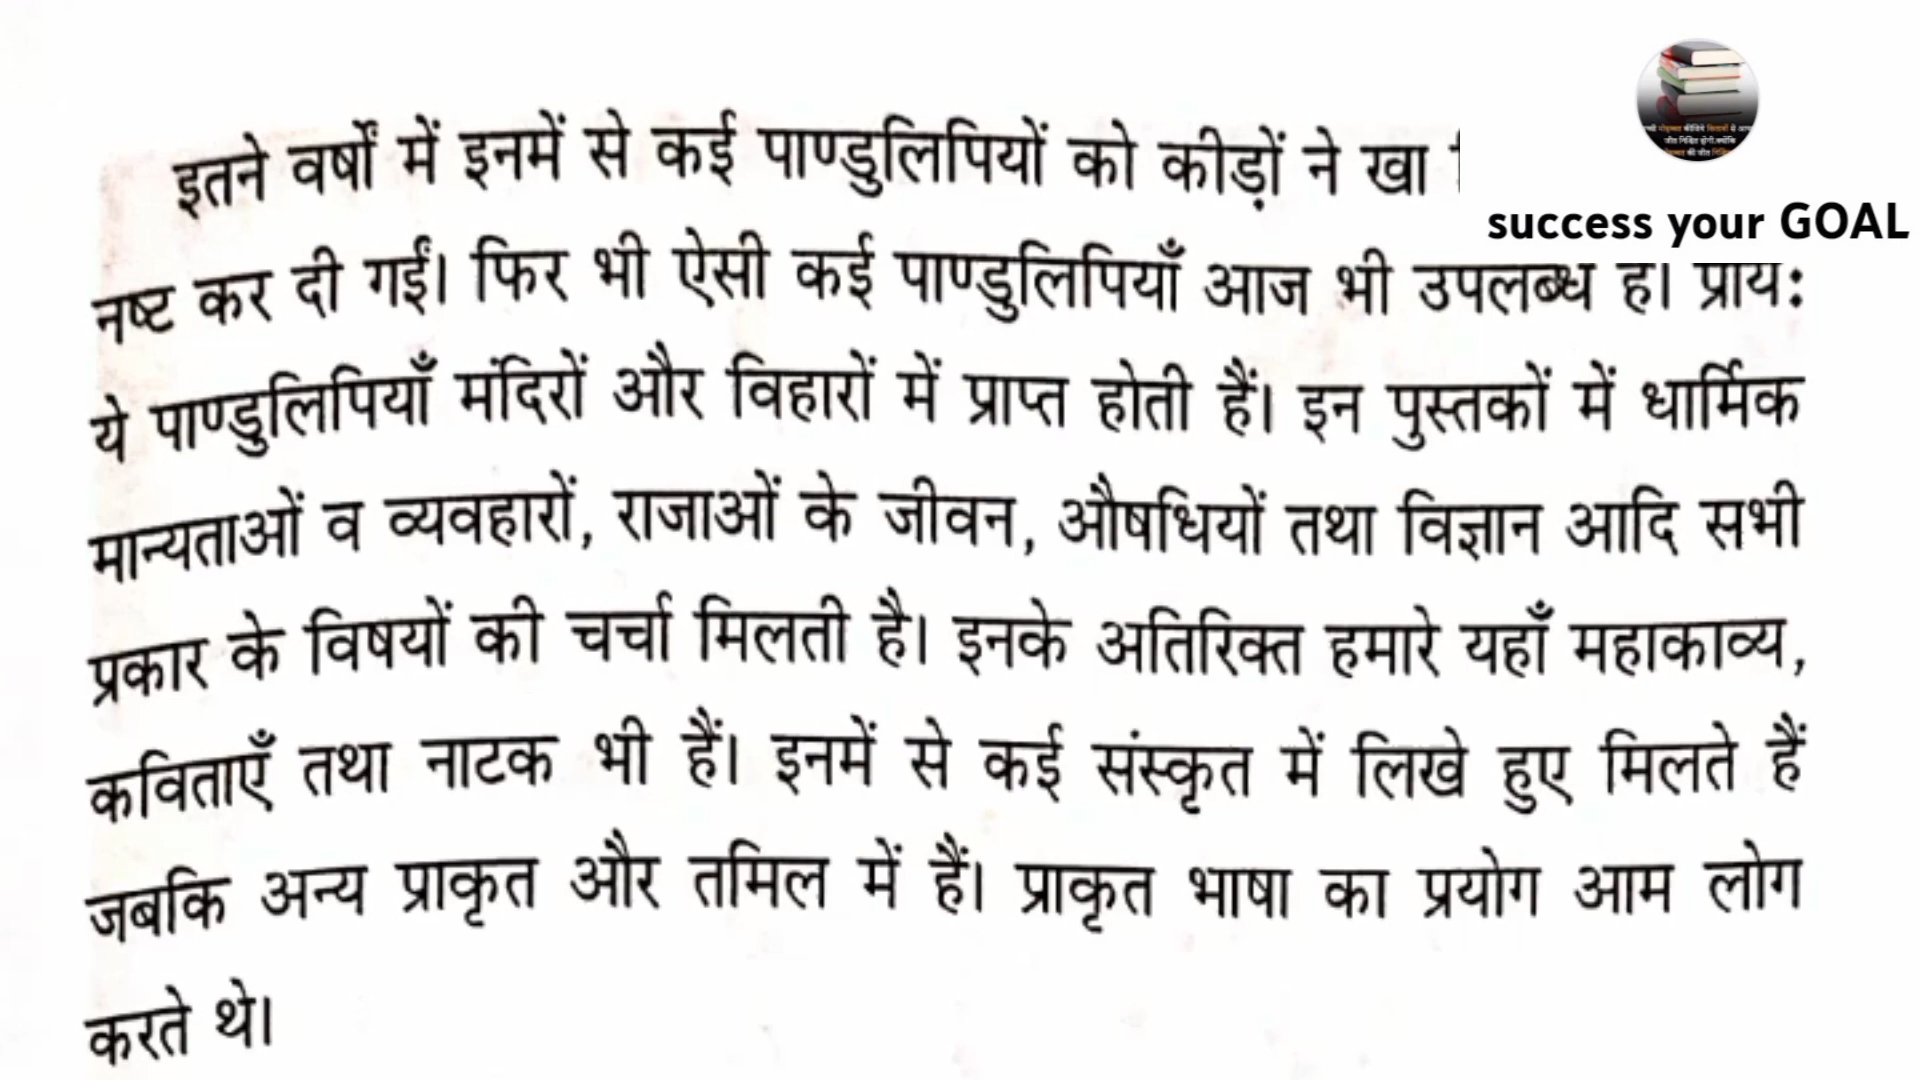 इतने वर्षों में इनमें से कई पाण्डुलिपियों को कीड़ों ने खा
success your GOAL
नष्ट कर दी गईं। फिर भी ऐसी कई पाण्डुलिपियाँ आज भी उपलब्ध हैं। प्राय:
ये पाण्डुलिपियाँ मंदिरों और विहारों में प्राप्त होती हैं। इन पुस्तकों में धार्मिक
मान्यताओं व व्यवहारों, राजाओं के जीवन, औषधियों तथा विज्ञान आदि सभी
प्रकार के विषयों की चर्चा मिलती है। इनके अतिरिक्त हमारे यहाँ महाकाव्य,
कविताएँ तथा नाटक भी हैं। इनमें से कई संस्कृत में लिखे हुए मिलते हैं
जबकि अन्य प्राकृत और तमिल में हैं। प्राकृत भाषा का प्रयोग आम लोग
करते थे।